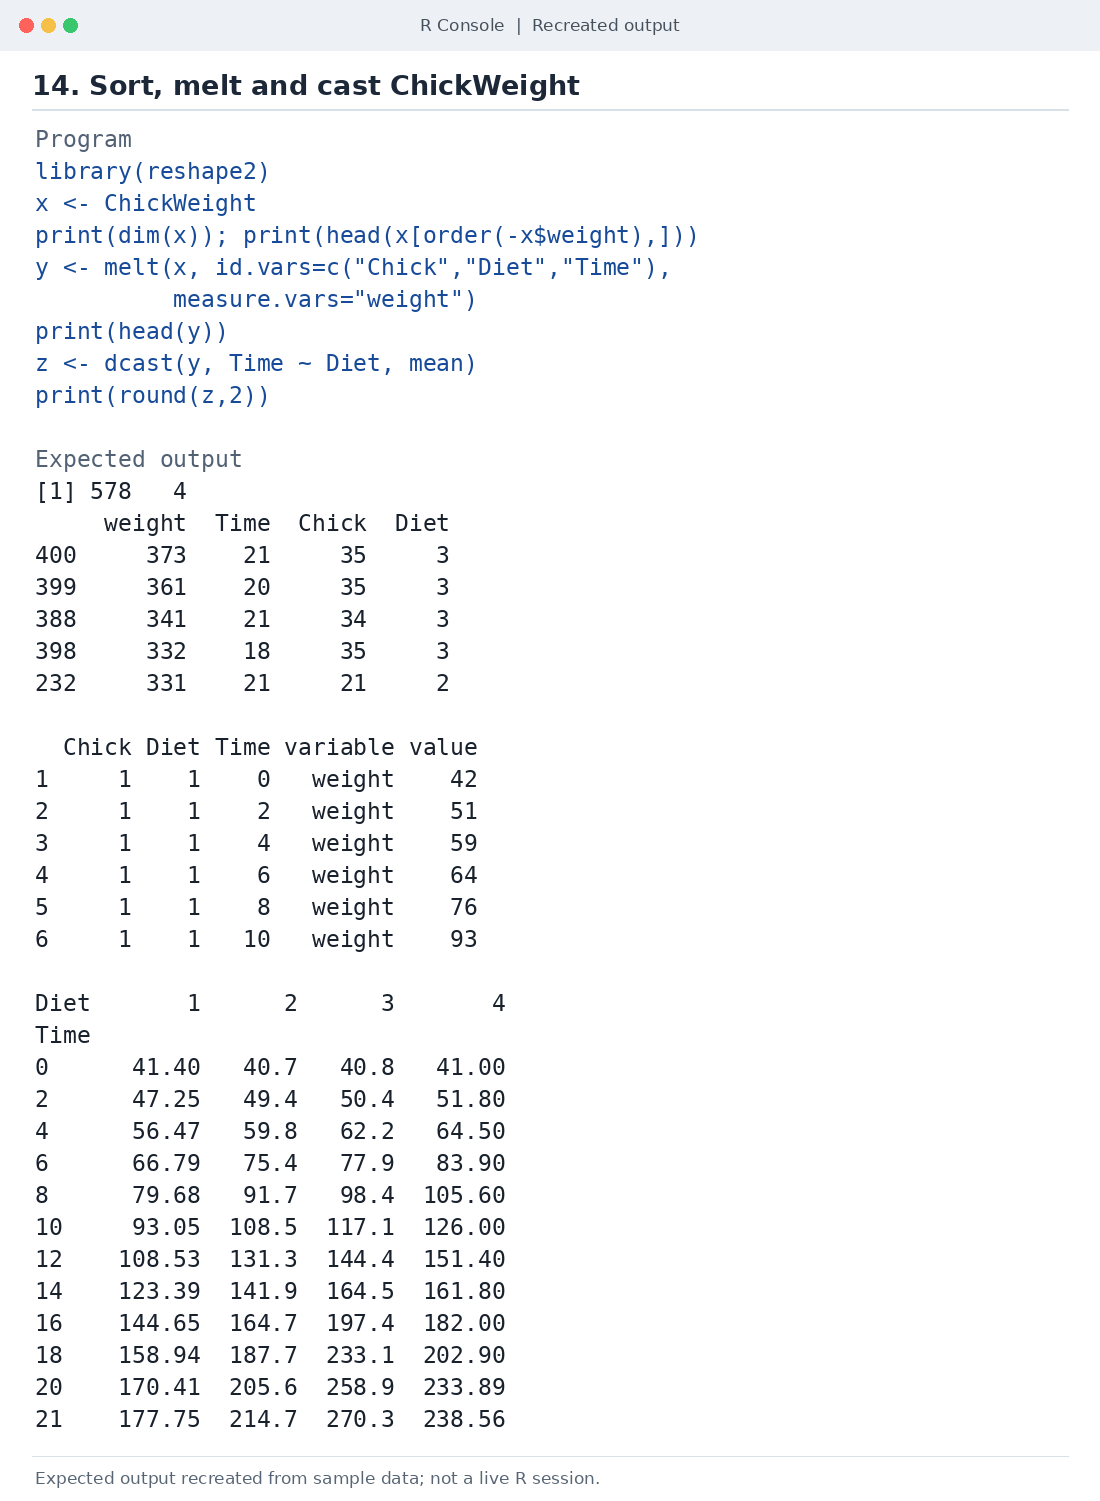 R Console | Recreated output
14. Sort, melt and cast ChickWeight
Program
library(reshape2)
x <- ChickWeight
print(dim(x)); print(head(x[order(-x$weight),]))
y <- melt(x, id.vars=c("Chick","Diet","Time"),
          measure.vars="weight")
print(head(y))
z <- dcast(y, Time ~ Diet, mean)
print(round(z,2))

Expected output
[1] 578   4
     weight  Time  Chick  Diet
400     373    21     35     3
399     361    20     35     3
388     341    21     34     3
398     332    18     35     3
232     331    21     21     2

  Chick Diet Time variable value
1     1    1    0   weight    42
2     1    1    2   weight    51
3     1    1    4   weight    59
4     1    1    6   weight    64
5     1    1    8   weight    76
6     1    1   10   weight    93

Diet       1      2      3       4
Time
0      41.40   40.7   40.8   41.00
2      47.25   49.4   50.4   51.80
4      56.47   59.8   62.2   64.50
6      66.79   75.4   77.9   83.90
8      79.68   91.7   98.4  105.60
10     93.05  108.5  117.1  126.00
12    108.53  131.3  144.4  151.40
14    123.39  141.9  164.5  161.80
16    144.65  164.7  197.4  182.00
18    158.94  187.7  233.1  202.90
20    170.41  205.6  258.9  233.89
21    177.75  214.7  270.3  238.56
Expected output recreated from sample data; not a live R session.